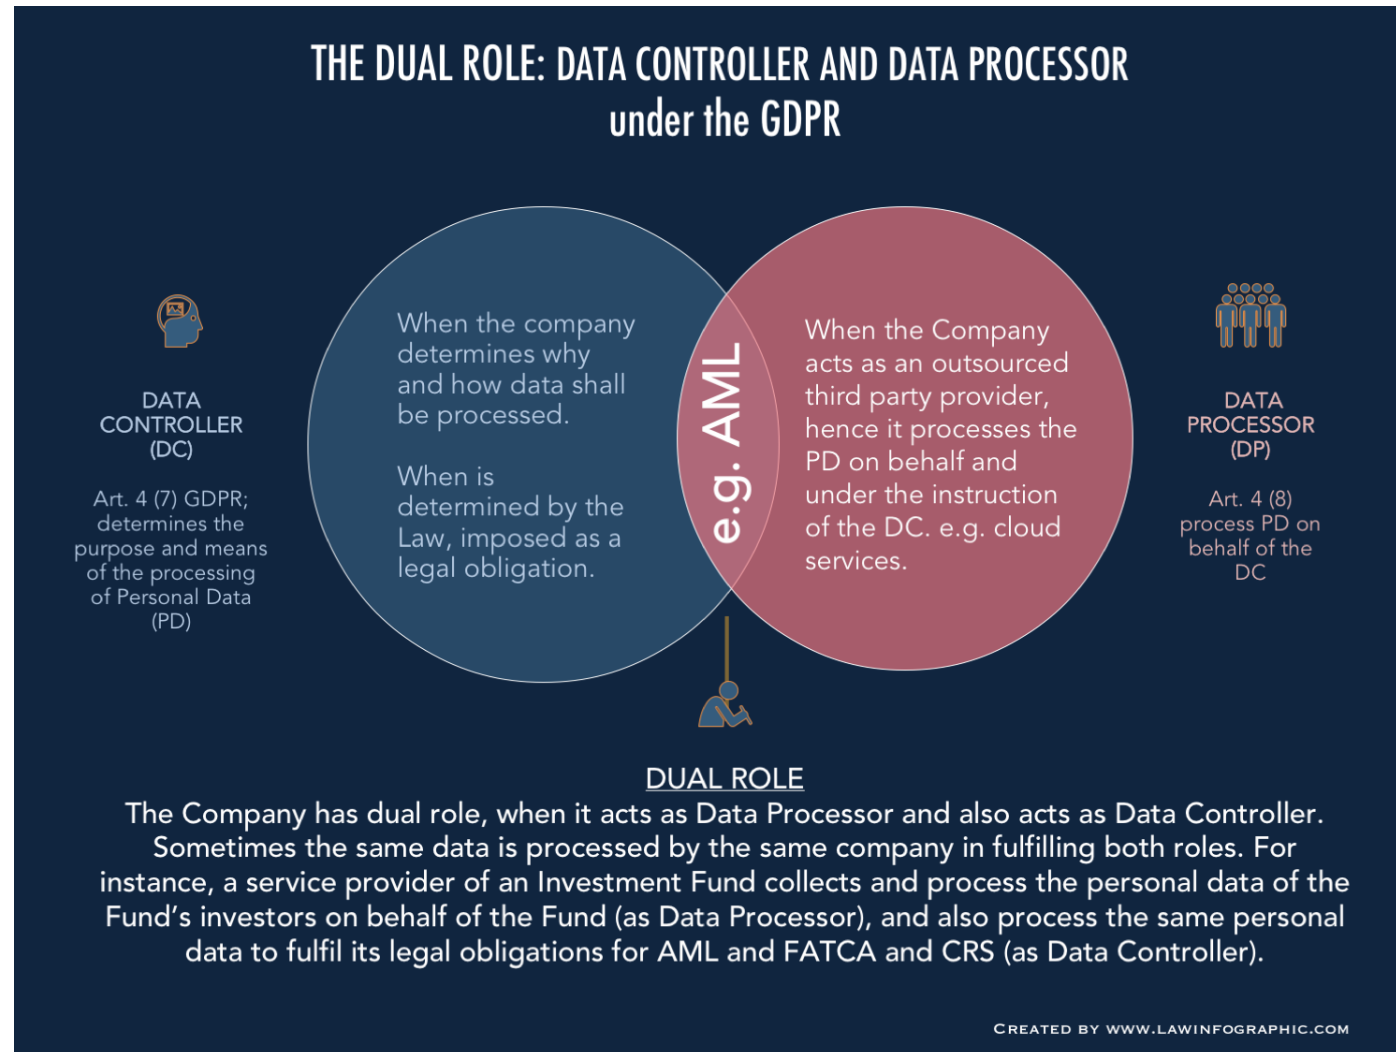 THE DUAL ROLE: DATA CONTROLLER AND DATA PROCESSOR
under the GDPR
DATA
CONTROLLER
(DC)
Art. 4 (7) GDPR;
determines the
purpose and means
of the processing
of Personal Data
(PD)
When the company
determines why
and how data shall
be processed.
When is
determined by the
Law, imposed as a
legal obligation.
e.g. AML
When the Company
acts as an outsourced
third party provider,
hence it processes the
PD on behalf and
under the instruction
of the DC. e.g. cloud
services.
DATA
PROCESSOR
(DP)
Art. 4 (8)
process PD on
behalf of the
DC
DUAL ROLE
The Company has dual role, when it acts as Data Processor and also acts as Data Controller.
Sometimes the same data is processed by the same company in fulfilling both roles. For
instance, a service provider of an Investment Fund collects and process the personal data of the
Fund’s investors on behalf of the Fund (as Data Processor), and also process the same personal
data to fulfil its legal obligations for AML and FATCA and CRS (as Data Controller).
CREATED BY WWW.LAWINFOGRAPHIC.COM